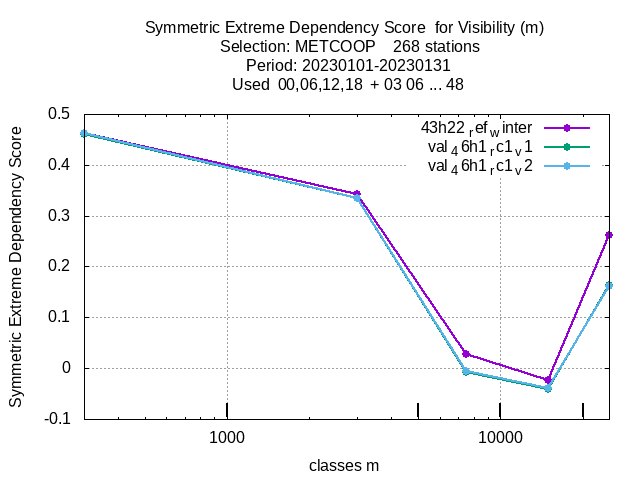 Symmetric Extreme Dependency Score  for Visibility (m)
Selection: METCOOP    268 stations
Period: 20230101-20230131
Used  00,06,12,18  + 03 06 ... 48
Symmetric Extreme Dependency Score
0.5
0.4
0.3
0.2
0.1
0
-0.1
43h22 ref winter
val 4 6h1 r c1 v 1
val 4 6h1 r c1 v 2
1000 10000
classes m